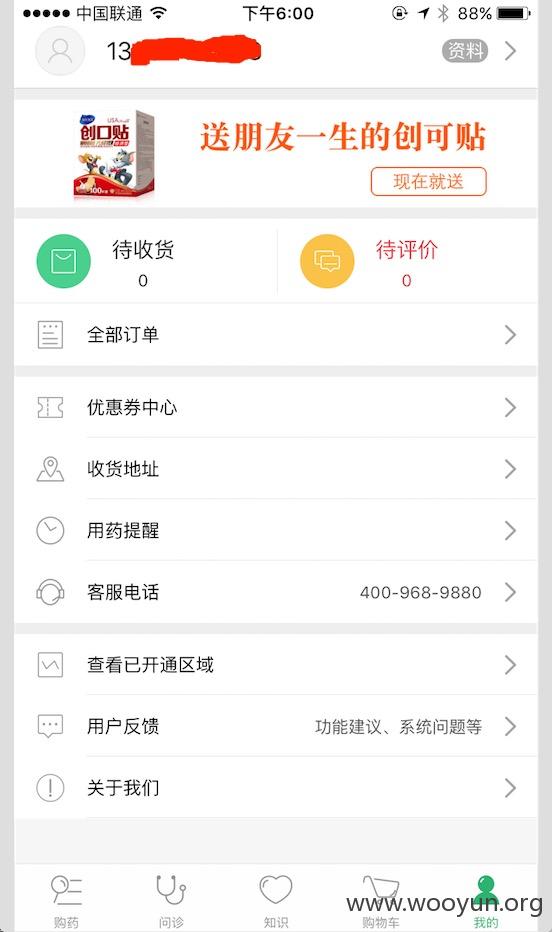 中国联通 下午6:00 88%
13
资料
创口贴
USA
100
送朋友一生的创可贴
现在就送
待收货 待评价
0 0
全部订单
优惠券中心
收货地址
用药提醒
客服电话 400-968-9880
查看已开通区域
用户反馈 功能建议、系统问题等
关于我们
购药 问诊 知识 购物车 我的
www.wooyun.org